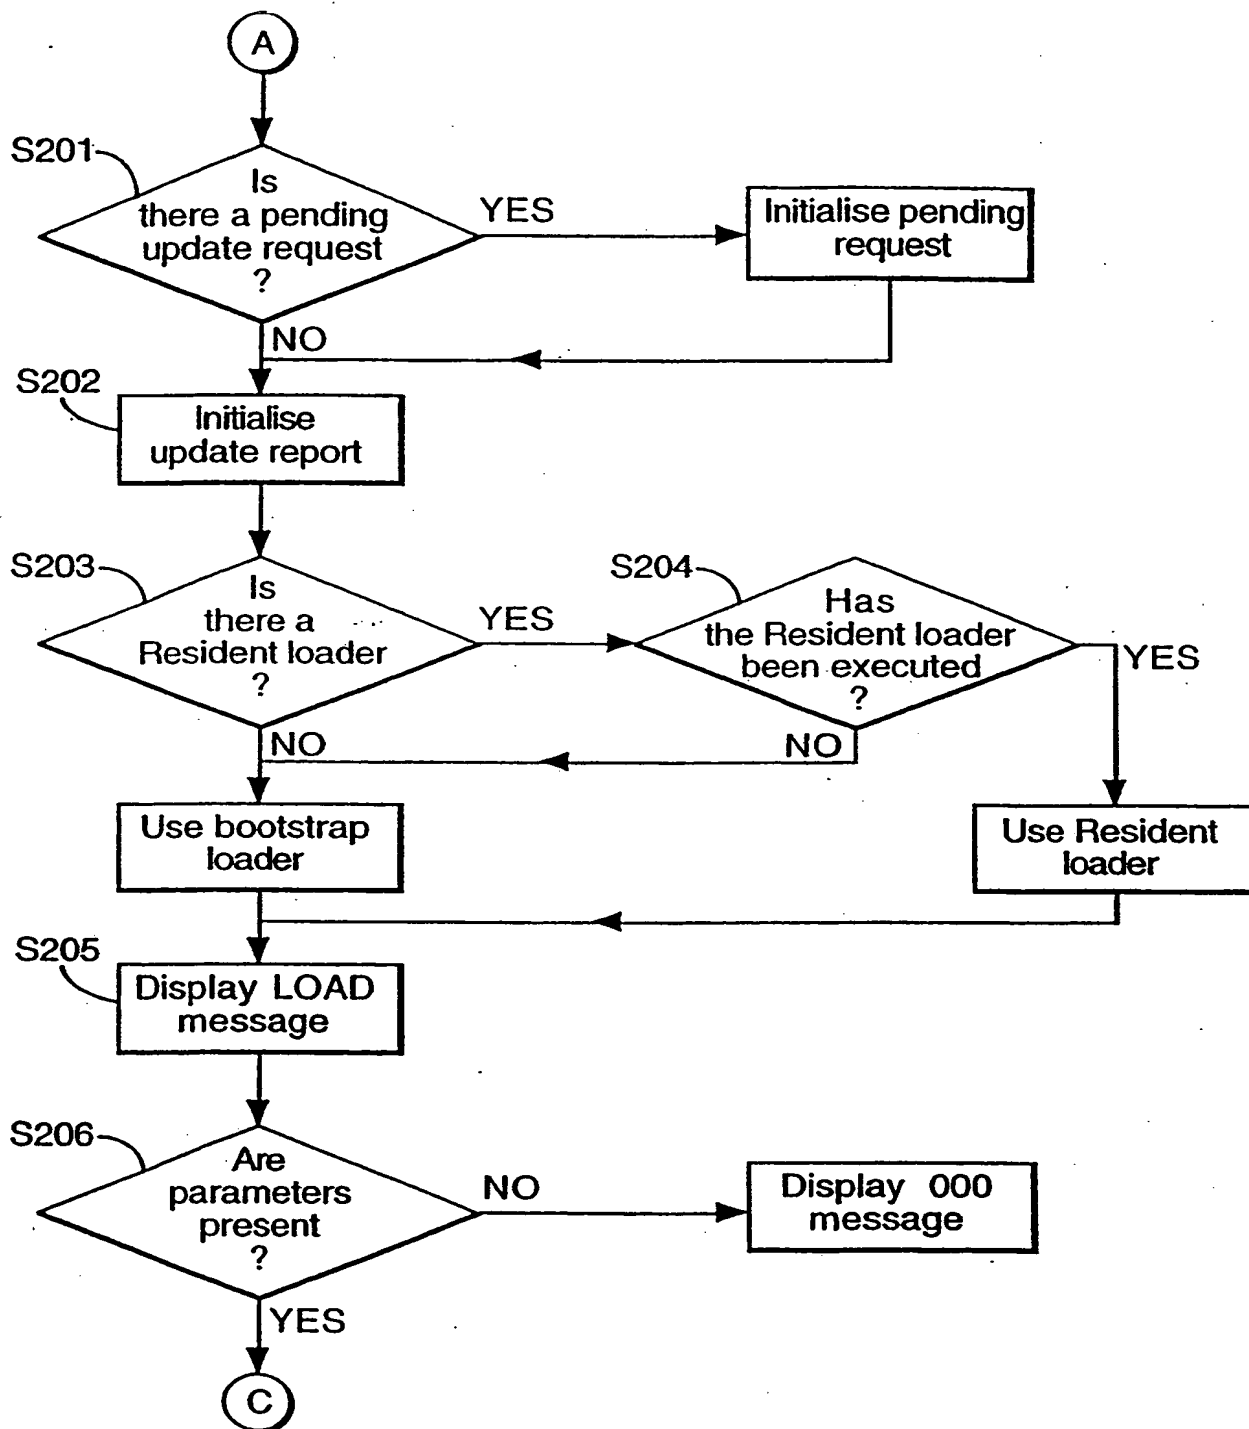 A
S201
Is
there a pending
update request
?
YES
Initialise pending
request
NO
S202
Initialise
update report
S203
Is
there a
Resident loader
?
YES
S204
Has
the Resident loader
been executed
?
YES
NO
NO
Use bootstrap
loader
Use Resident
loader
S205
Display LOAD
message
S206
Are
parameters
present
?
NO
Display 000
message
YES
C